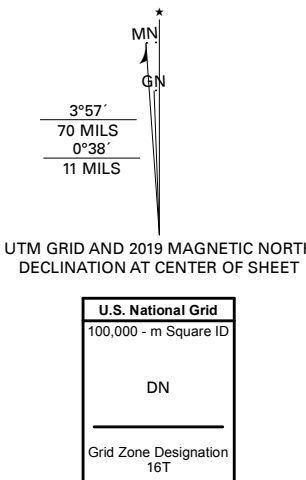 ★
MN
GN
3°57´
70 MILS
0°38´
11 MILS
UTM GRID AND 2019 MAGNETIC NORTH
DECLINATION AT CENTER OF SHEET
U.S. National Grid
100,000 - m Square ID
DN
Grid Zone Designation
16T